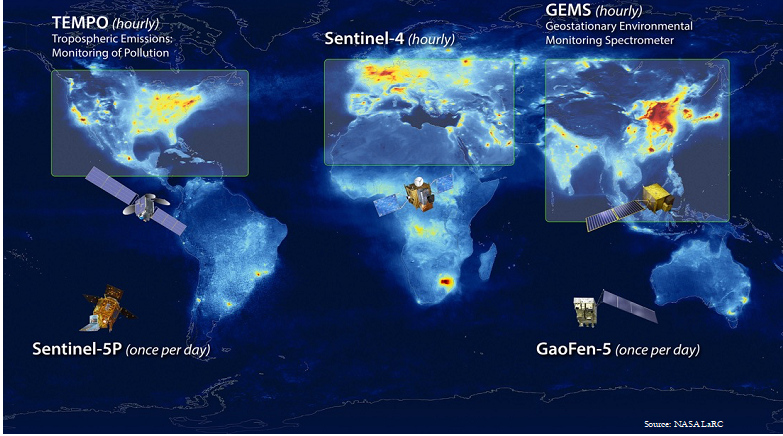 TEMPO (hourly)
Tropospheric Emissions:
Monitoring of Pollution
Sentinel-4 (hourly)
GEMS (hourly)
Geostationary Environmental
Monitoring Spectrometer
Sentinel-5P (once per day)
GaoFen-5 (once per day)
Source: NASA LaRC